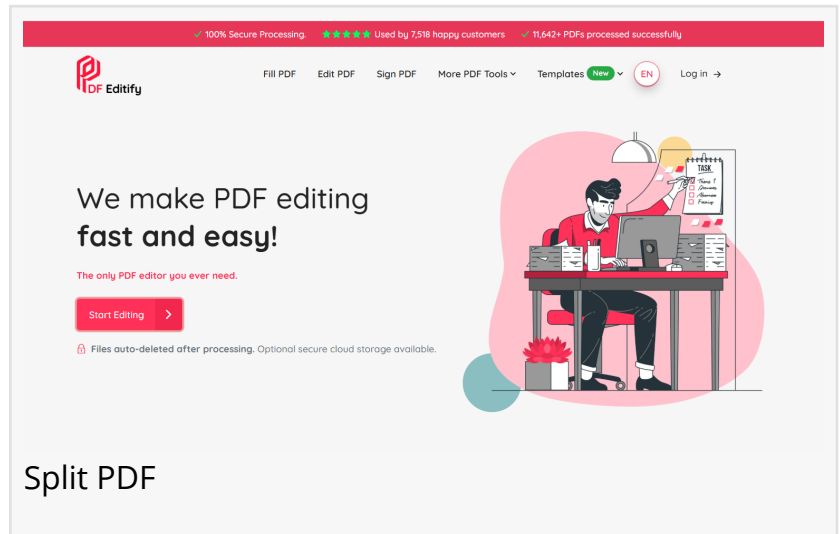 ✓ 100% Secure Processing. ★★★★★ Used by 7,518 happy customers ✓ 11,642+ PDFs processed successfully
PDF Editify
Fill PDF Edit PDF Sign PDF More PDF Tools Templates New EN Log in →
TASK
We make PDF editing
fast and easy!
The only PDF editor you ever need.
Start Editing >
Files auto-deleted after processing. Optional secure cloud storage available.
Split PDF